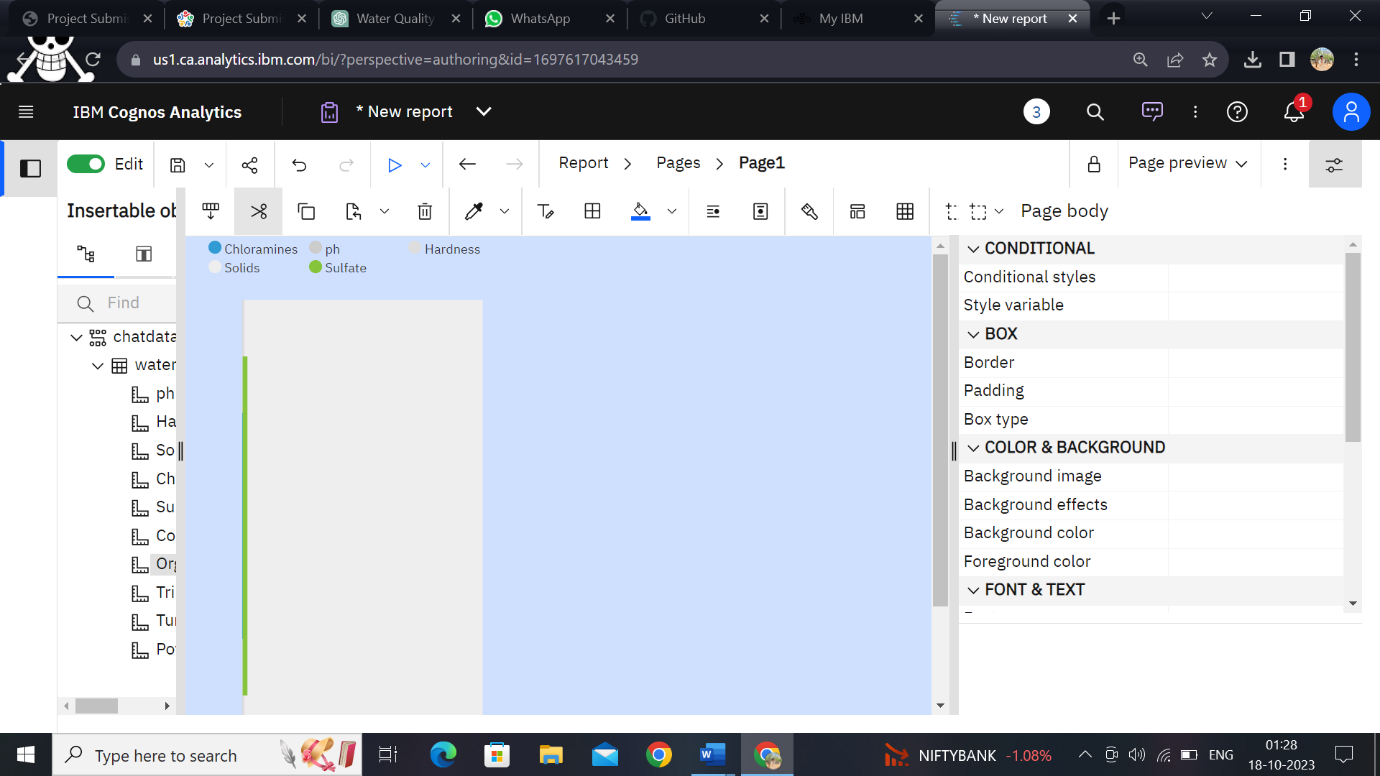 Project Submi
Project Submi
Water Quality
WhatsApp
GitHub
My IBM
* New report
us1.ca.analytics.ibm.com/bi/?perspective=authoring&id=1697617043459
IBM Cognos Analytics
* New report
3
1
Edit
Report > Pages > Page1
Page preview
Insertable ob
Page body
Find
chatdata
water
ph
Ha
So
Ch
Su
Co
Org
Tri
Tur
Pot
Chloramines ph Hardness
Solids Sulfate
CONDITIONAL
Conditional styles
Style variable
BOX
Border
Padding
Box type
COLOR & BACKGROUND
Background image
Background effects
Background color
Foreground color
FONT & TEXT
Type here to search
NIFTYBANK -1.08%
ENG
01:28
18-10-2023